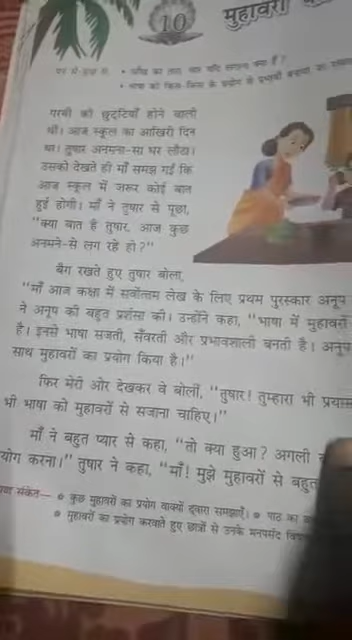 10
मुहावरों
गरमी की छुट्टियाँ होने वाली
थीं। आज स्कूल का आखिरी दिन
था। तुषार अनमना-सा घर लौटा।
उसको देखते ही माँ समझ गईं कि
आज स्कूल में जरूर कोई बात
हुई होगी। माँ ने तुषार से पूछा,
"क्या बात है तुषार, आज कुछ
अनमने-से लग रहे हो?"
बैग रखते हुए तुषार बोला,
"माँ आज कक्षा में सर्वोत्तम लेख के लिए प्रथम पुरस्कार अनूप
ने अनूप की बहुत प्रशंसा की। उन्होंने कहा, "भाषा में मुहावरों
है। इनसे भाषा सजती, सँवरती और प्रभावशाली बनती है। अनूप
साथ मुहावरों का प्रयोग किया है।"
फिर मेरी ओर देखकर वे बोलीं, "तुषार! तुम्हारा भी प्रयास
भी भाषा को मुहावरों से सजाना चाहिए।"
माँ ने बहुत प्यार से कहा, "तो क्या हुआ? अगली
योग करना।" तुषार ने कहा, "माँ! मुझे मुहावरों से बहुत
संकेत— • कुछ मुहावरों का प्रयोग वाक्यों द्वारा समझाएँ। • पाठ का
• मुहावरों का प्रयोग करवाते हुए छात्रों से उनके मनपसंद